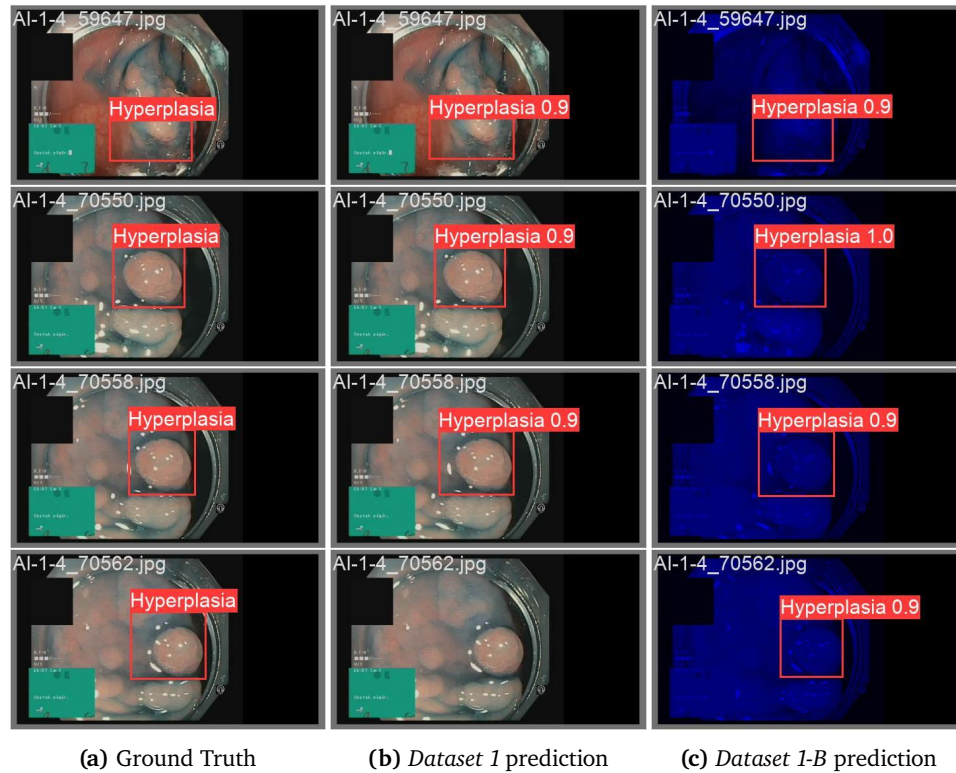 AI-1-4_59647.jpg AI-1-4_59647.jpg AI-1-4_59647.jpg
Hyperplasia Hyperplasia 0.9 Hyperplasia 0.9
AI-1-4_70550.jpg AI-1-4_70550.jpg AI-1-4_70550.jpg
Hyperplasia Hyperplasia 0.9 Hyperplasia 1.0
AI-1-4_70558.jpg AI-1-4_70558.jpg AI-1-4_70558.jpg
Hyperplasia Hyperplasia 0.9 Hyperplasia 0.9
AI-1-4_70562.jpg AI-1-4_70562.jpg AI-1-4_70562.jpg
Hyperplasia Hyperplasia 0.9
(a) Ground Truth (b) Dataset 1 prediction (c) Dataset 1-B prediction